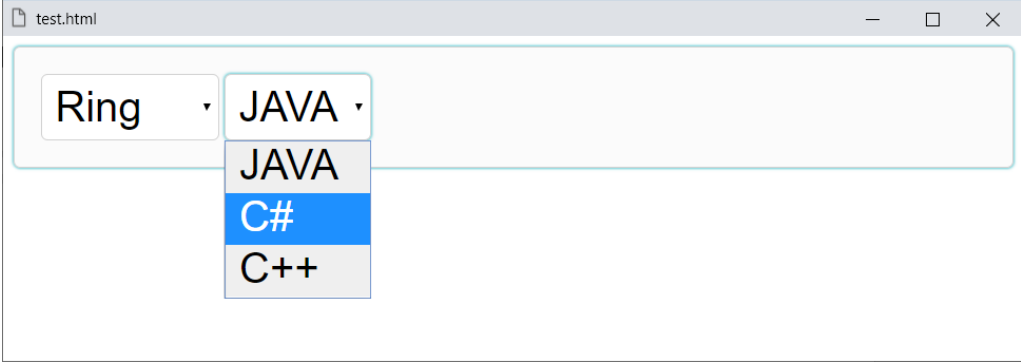 test.html
Ring JAVA
JAVA
C#
C++